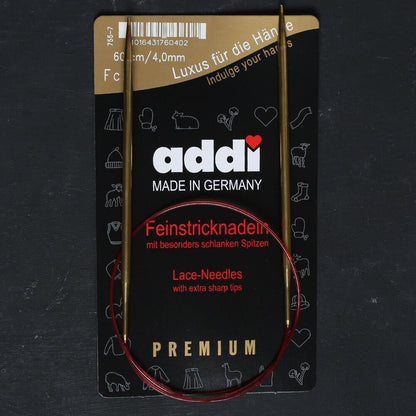 755-7
016431760402
60 cm/4,0mm
Luxus für die Hände
Indulge your hands
addi
MADE IN GERMANY
Feinstricknadeln
mit besonders schlanken Spitzen
Lace-Needles
with extra sharp tips
PREMIUM